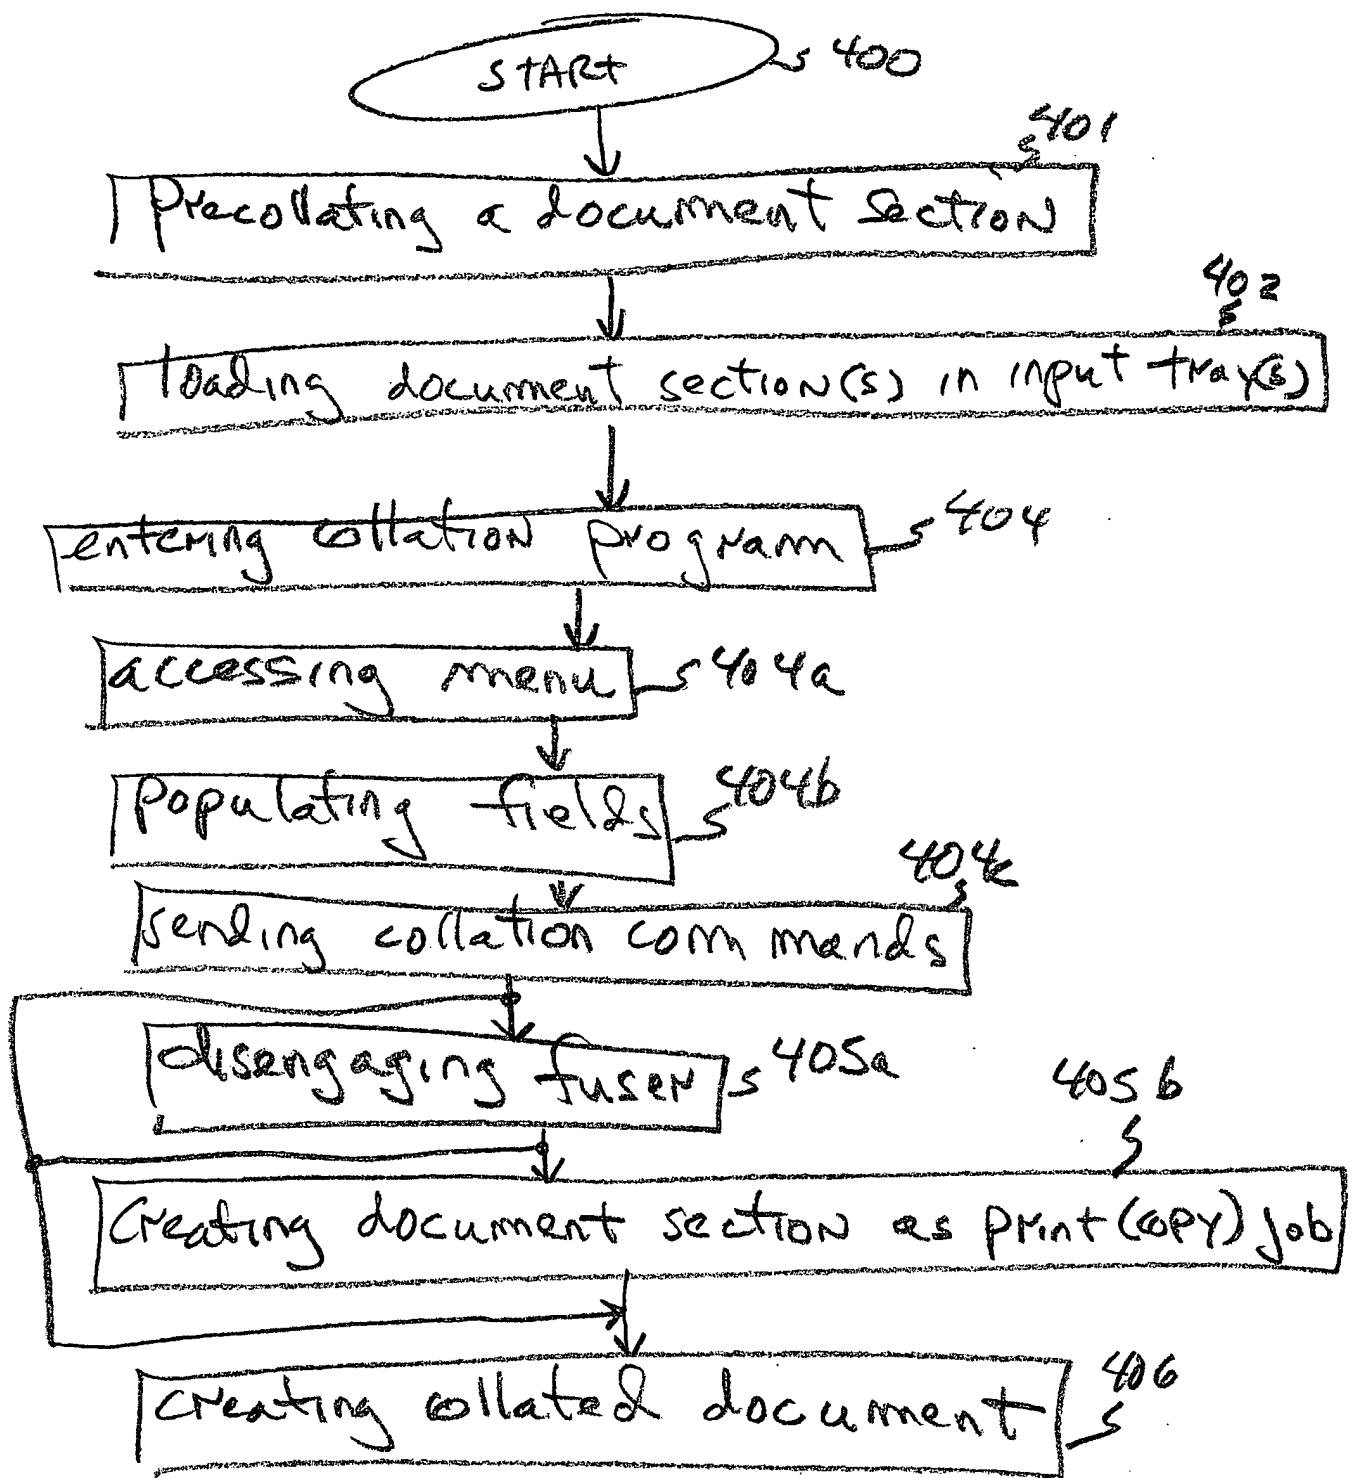 START 400
401
Precollating a document section
402
loading document section(s) in input tray(s)
entering collation program 404
accessing menu 404a
populating fields 404b
404c
sending collation commands
disengaging fuser 405a
405b
Creating document section as print (copy) job
406
creating collated document